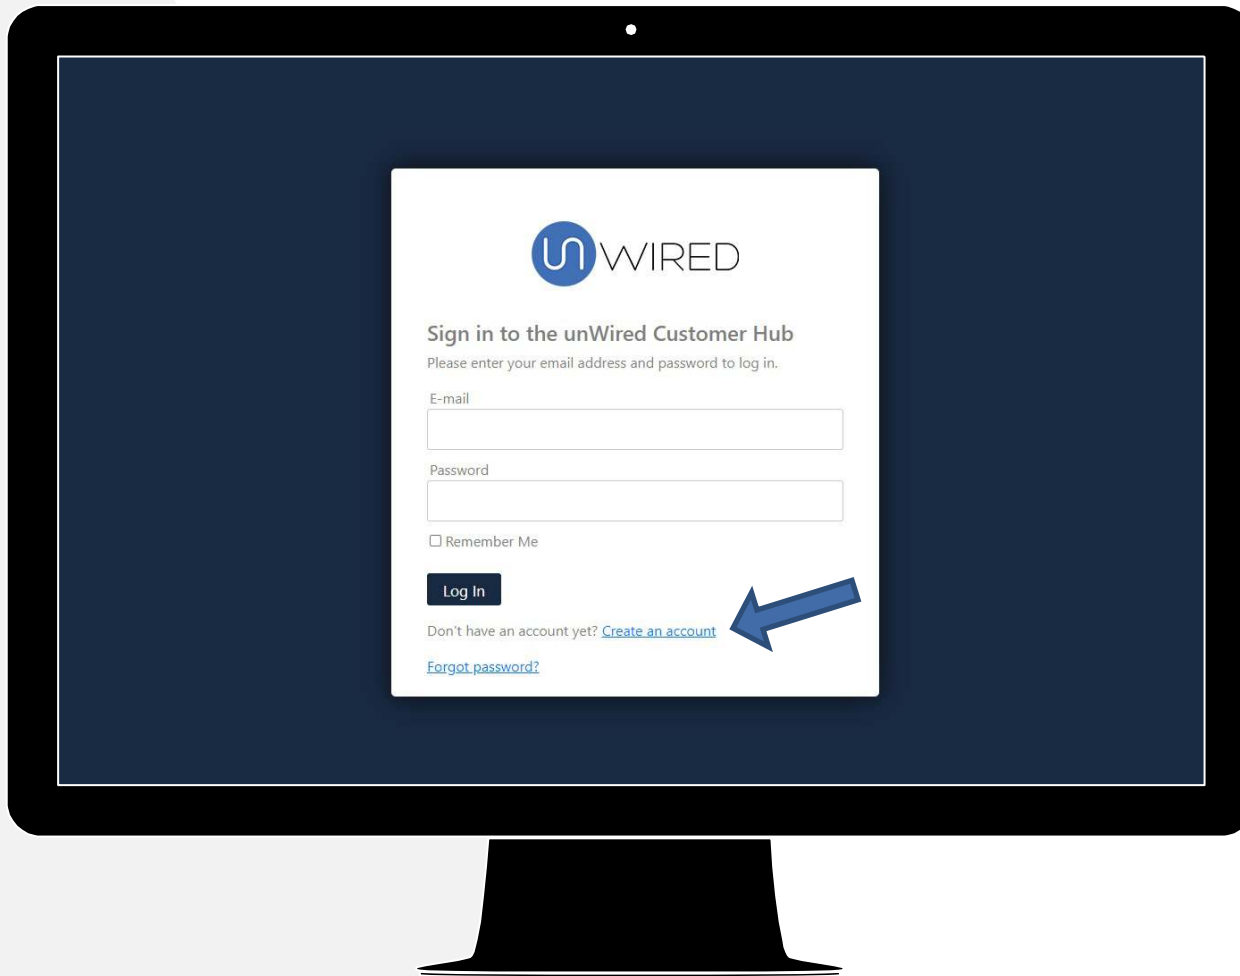 unWIRED
Sign in to the unWired Customer Hub
Please enter your email address and password to log in.
E-mail
Password
Remember Me
Log In
Don't have an account yet? Create an account
Forgot password?